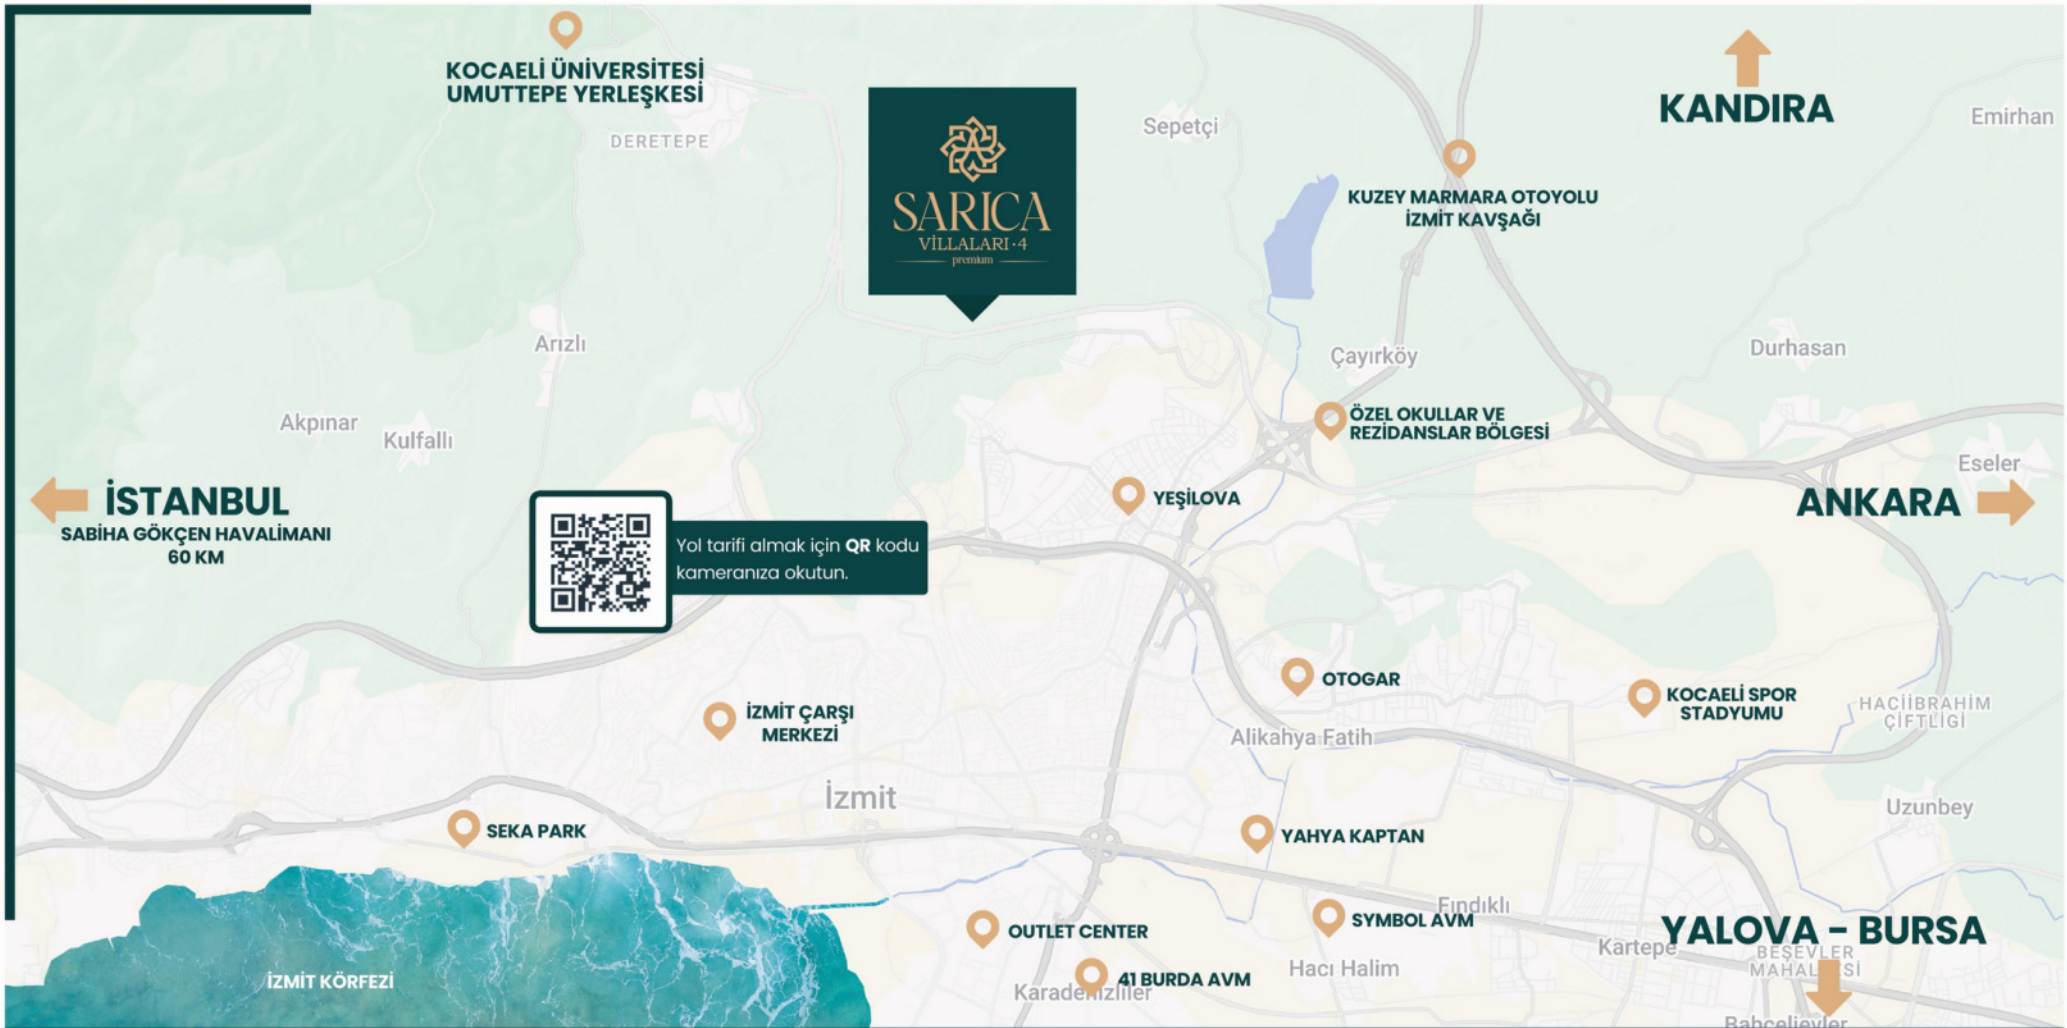 KOCAELİ ÜNİVERSİTESİ
UMUTTEPE YERLEŞKESİ
DERETEPE
SARICA
VİLLALARI·4
premium
Sepetçi
KANDIRA
Emirhan
KUZEY MARMARA OTOYOLU
İZMİT KAVŞAĞI
Arızlı
Çayırköy
Durhasan
Akpınar
Kulfallı
ÖZEL OKULLAR VE
REZİDANSLAR BÖLGESİ
Eseler
İSTANBUL
SABİHA GÖKÇEN HAVALİMANI
60 KM
YEŞİLOVA
ANKARA
Yol tarifi almak için QR kodu
kameranıza okutun.
OTOGAR
KOCAELİ SPOR
STADYUMU
HACIİBRAHİM
ÇİFTLİĞİ
İZMİT ÇARŞI
MERKEZİ
Alikahya Fatih
İzmit
Uzunbey
SEKA PARK
YAHYA KAPTAN
Fındıklı
SYMBOL AVM
OUTLET CENTER
YALOVA - BURSA
Kartepe
BEŞEVLER
MAHALLESİ
Hacı Halim
İZMİT KÖRFEZİ
41 BURDA AVM
Karadenizliler
Bahçelievler